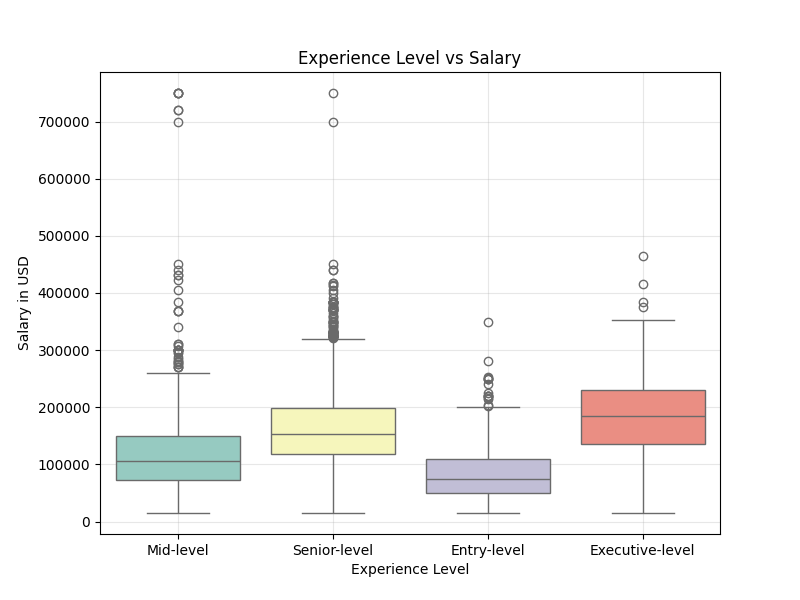 Experience Level vs Salary
700000
600000
500000
400000
300000
200000
100000
0
Salary in USD
Mid-level Senior-level Entry-level Executive-level
Experience Level